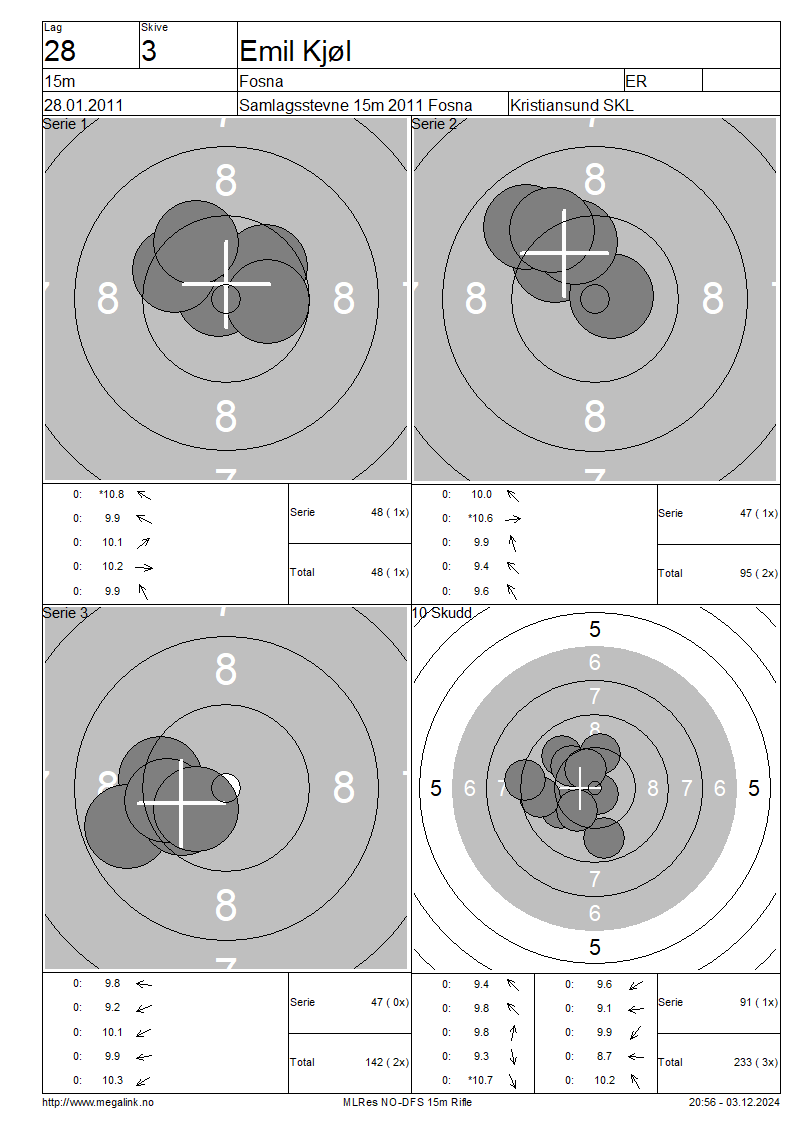 Lag
Skive
28
3
Emil Kjøl
15m
Fosna
ER
28.01.2011
Samlagsstevne 15m 2011 Fosna
Kristiansund SKL
Serie 1
7
8
7
8
8
8
7
Serie 2
7
8
7
8
8
7
8
7
0: *10.8
0: 9.9
0: 10.1
0: 10.2
0: 9.9
Serie 48 ( 1x)
Total 48 ( 1x)
0: 10.0
0: *10.6
0: 9.9
0: 9.4
0: 9.6
Serie 47 ( 1x)
Total 95 ( 2x)
Serie 3
7
8
8
8
8
7
10 Skudd
5
6
7
8
5 6 7 8 7 6 5
7
6
5
0: 9.8
0: 9.2
0: 10.1
0: 9.9
0: 10.3
Serie 47 ( 0x)
Total 142 ( 2x)
0: 9.4
0: 9.8
0: 9.8
0: 9.3
0: *10.7
0: 9.6
0: 9.1
0: 9.9
0: 8.7
0: 10.2
Serie 91 ( 1x)
Total 233 ( 3x)
http://www.megalink.no
MLRes NO-DFS 15m Rifle
20:56 - 03.12.2024